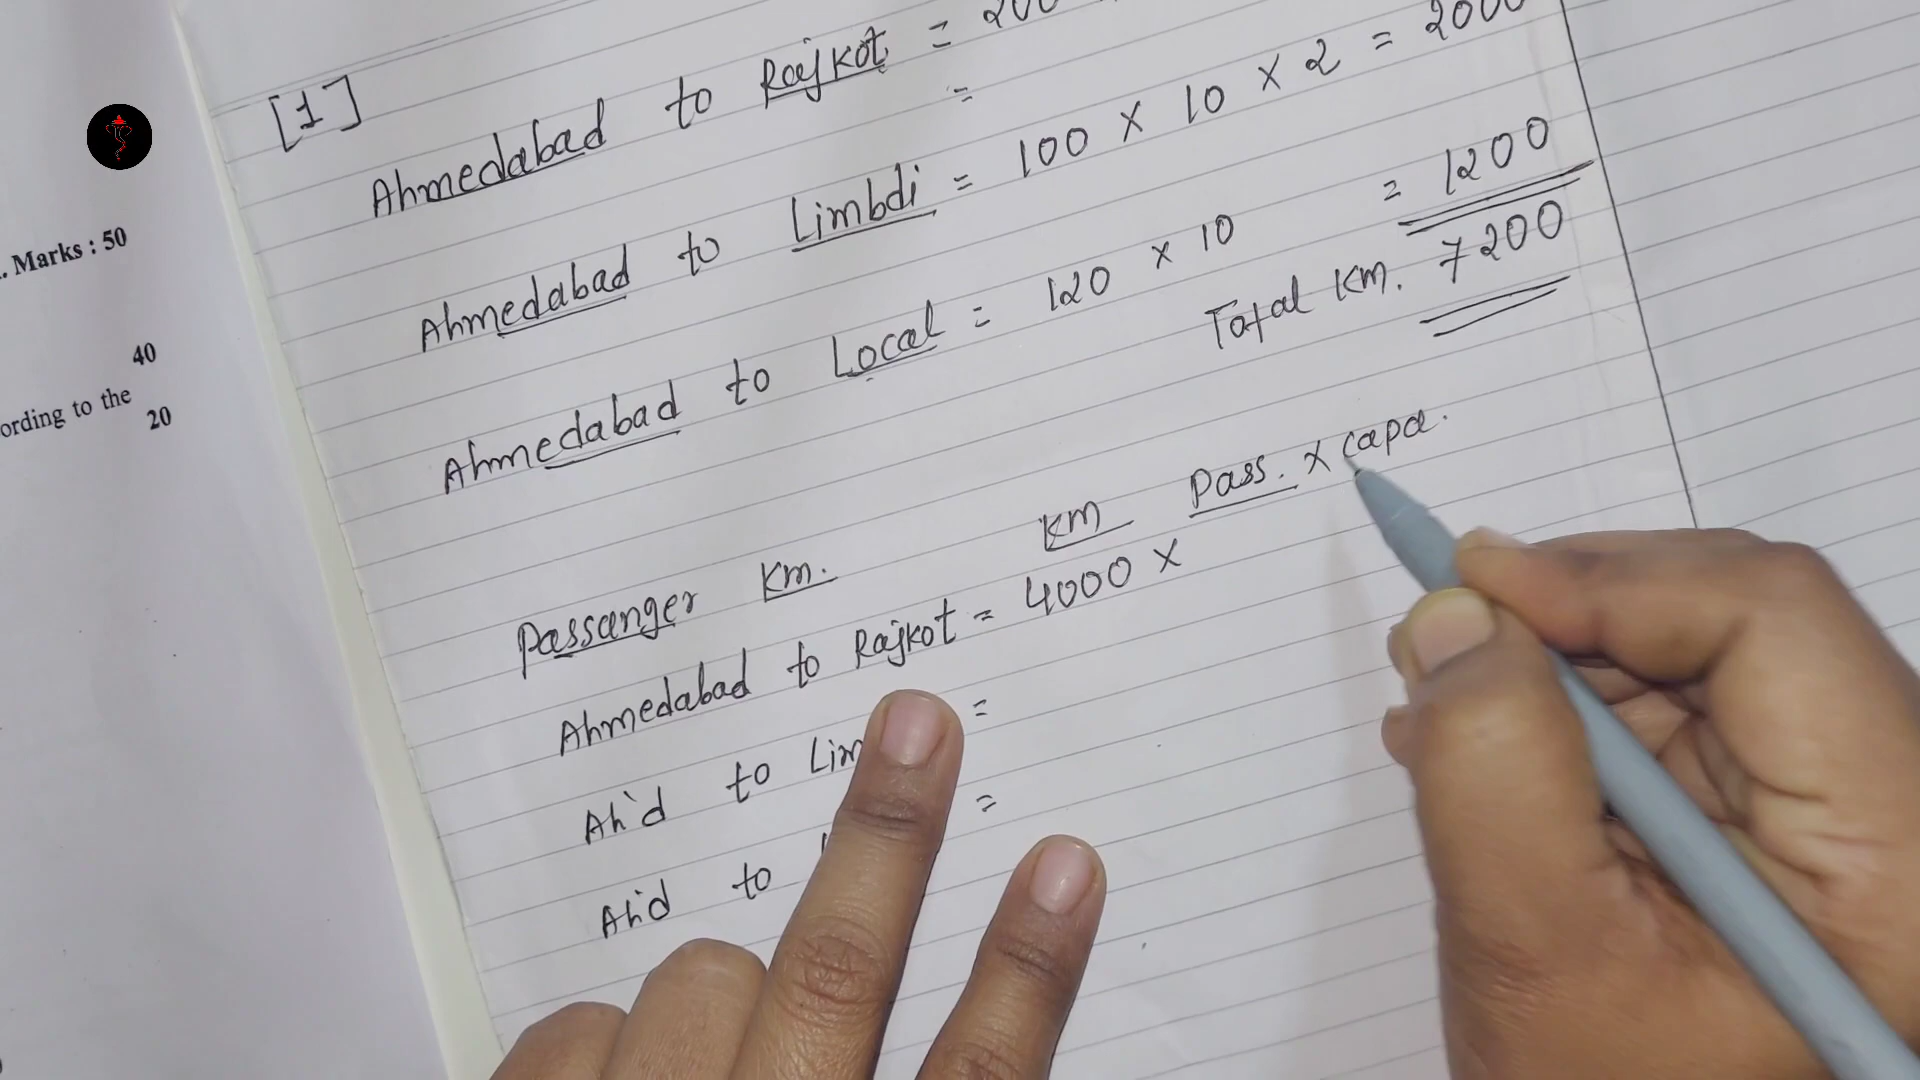 [1]
Ahmedabad to Rajkot = 200
=
Ahmedabad to Limbdi = 100 × 10 × 2 = 2000
Ahmedabad to Local = 120 × 10 = 1200
Total Km. 7200
Passanger Km. Km Pass. × Capa.
Ahmedabad to Rajkot = 4000 ×
Ah'd to Lim =
Ah'd to =
. Marks : 50
40
ording to the
20